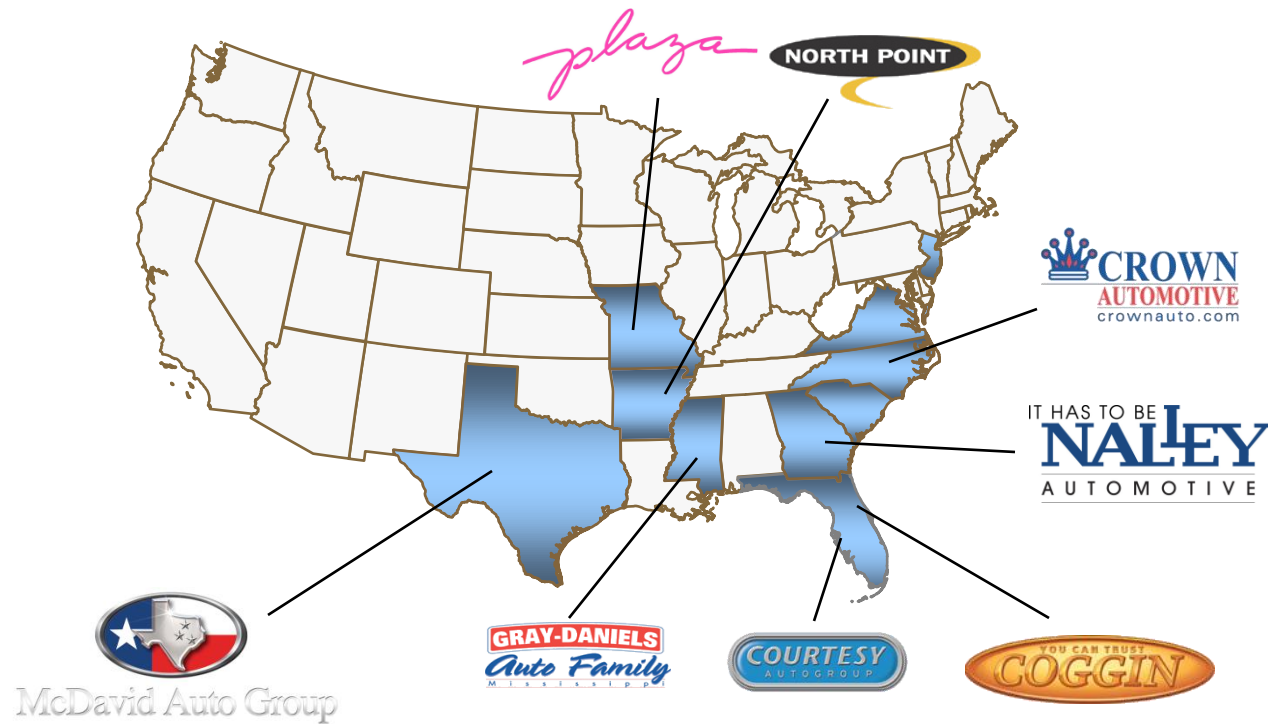 plaza
NORTH POINT
CROWN
AUTOMOTIVE
crownauto.com
IT HAS TO BE
NALLEY
AUTOMOTIVE
GRAY-DANIELS
Auto Family
Mississippi
COURTESY
AUTOGROUP
YOU CAN TRUST
COGGIN
McDavid Auto Group